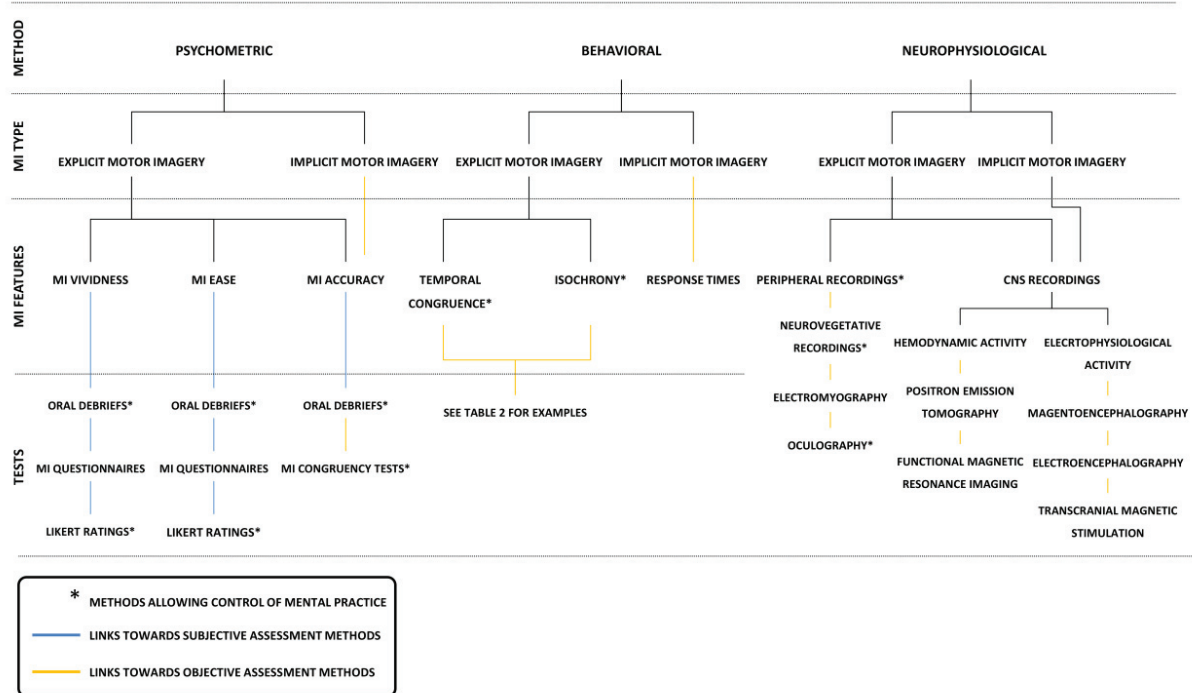 METHOD
PSYCHOMETRIC
BEHAVIORAL
NEUROPHYSIOLOGICAL
MI TYPE
EXPLICIT MOTOR IMAGERY
IMPLICIT MOTOR IMAGERY
EXPLICIT MOTOR IMAGERY
IMPLICIT MOTOR IMAGERY
EXPLICIT MOTOR IMAGERY
IMPLICIT MOTOR IMAGERY
MI FEATURES
MI VIVIDNESS
MI EASE
MI ACCURACY
TEMPORAL
CONGRUENCE*
ISOCHRONY*
RESPONSE TIMES
PERIPHERAL RECORDINGS*
CNS RECORDINGS
NEUROVEGETATIVE
RECORDINGS*
HEMODYNAMIC ACTIVITY
ELECRTOPHYSIOLOGICAL
ACTIVITY
TESTS
ORAL DEBRIEFS*
ORAL DEBRIEFS*
ORAL DEBRIEFS*
SEE TABLE 2 FOR EXAMPLES
ELECTROMYOGRAPHY
POSITRON EMISSION
TOMOGRAPHY
MAGENTOENCEPHALOGRAPHY
OCULOGRAPHY*
MI QUESTIONNAIRES
MI QUESTIONNAIRES
MI CONGRUENCY TESTS*
FUNCTIONAL MAGNETIC
RESONANCE IMAGING
ELECTROENCEPHALOGRAPHY
LIKERT RATINGS*
LIKERT RATINGS*
TRANSCRANIAL MAGNETIC
STIMULATION
* METHODS ALLOWING CONTROL OF MENTAL PRACTICE
LINKS TOWARDS SUBJECTIVE ASSESSMENT METHODS
LINKS TOWARDS OBJECTIVE ASSESSMENT METHODS